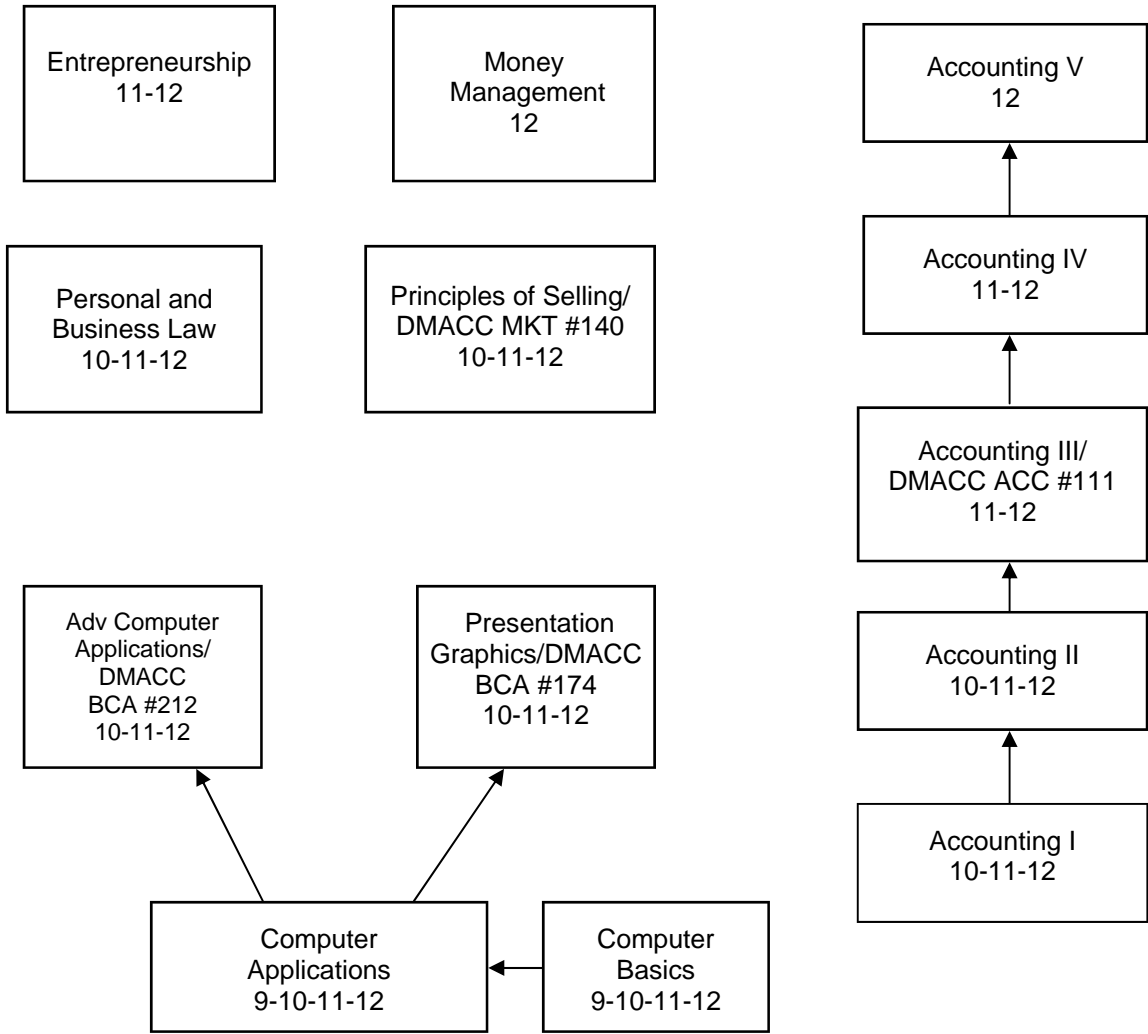 Entrepreneurship
11-12
Money
Management
12
Accounting V
12
Personal and
Business Law
10-11-12
Principles of Selling/
DMACC MKT #140
10-11-12
Accounting IV
11-12
Accounting III/
DMACC ACC #111
11-12
Adv Computer
Applications/
DMACC
BCA #212
10-11-12
Presentation
Graphics/DMACC
BCA #174
10-11-12
Accounting II
10-11-12
Accounting I
10-11-12
Computer
Applications
9-10-11-12
Computer
Basics
9-10-11-12